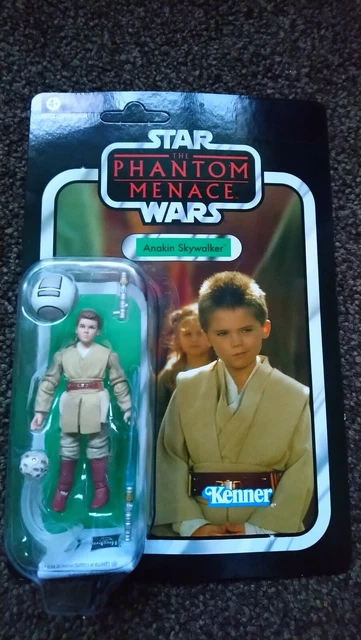 STAR
THE
PHANTOM
MENACE
WARS
Anakin Skywalker
Kenner